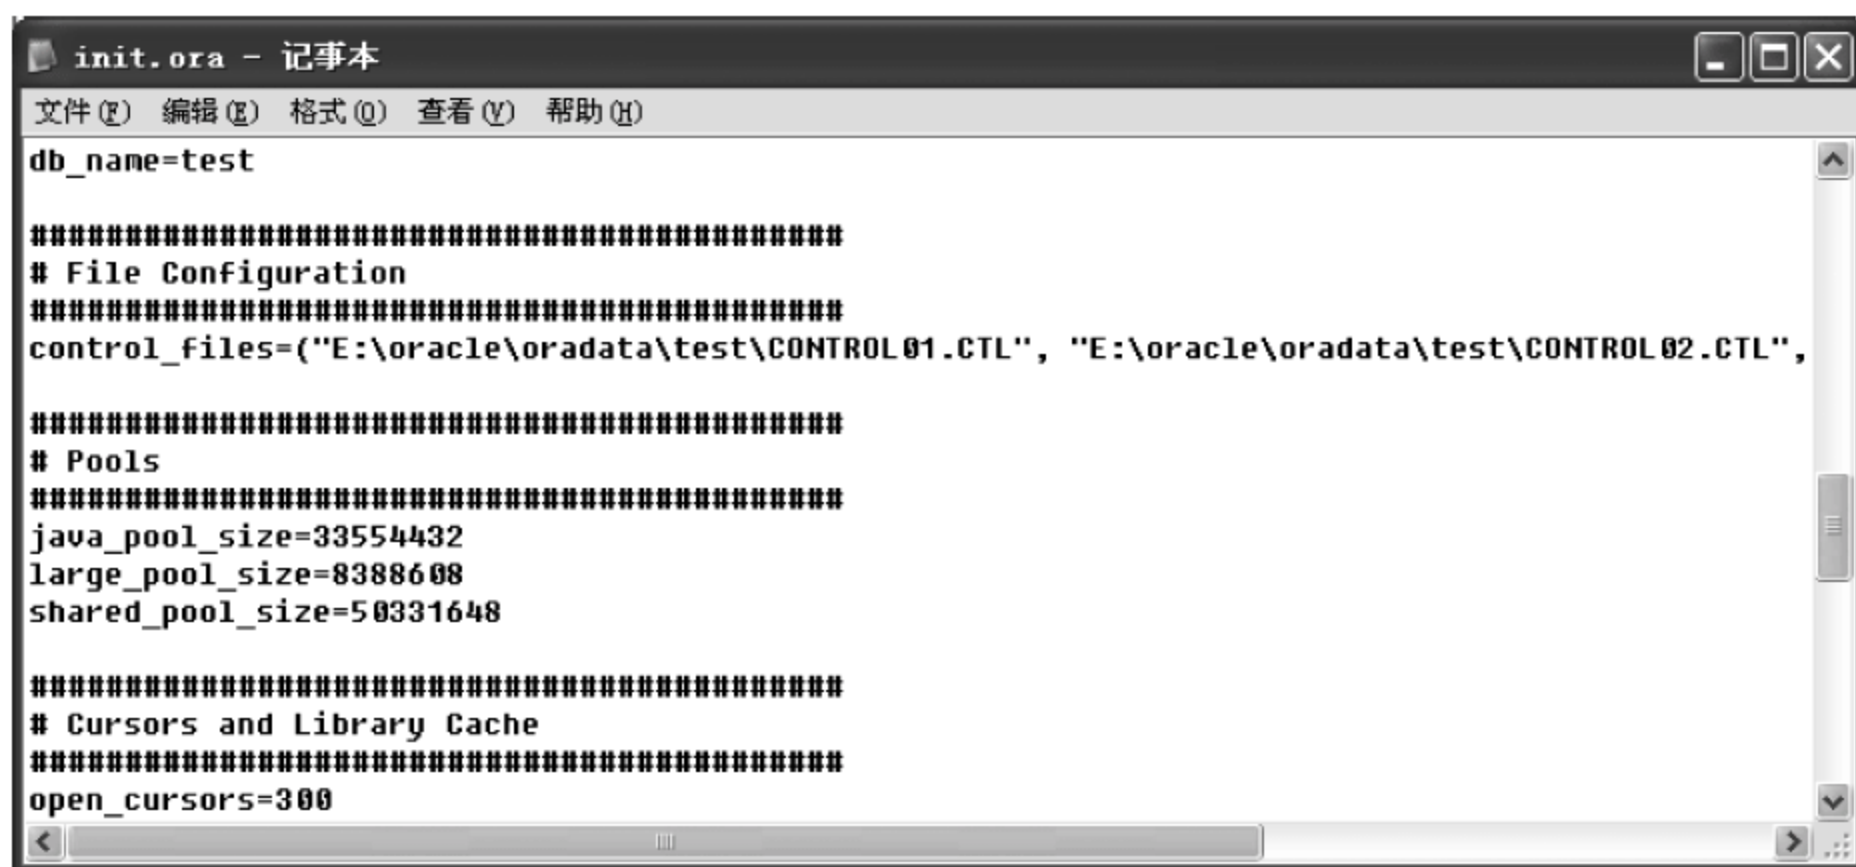 init.ora - 记事本
文件(F) 编辑(E) 格式(O) 查看(V) 帮助(H)
db_name=test
###########################################
# File Configuration
###########################################
control_files=("E:\oracle\oradata\test\CONTROL01.CTL", "E:\oracle\oradata\test\CONTROL02.CTL",
###########################################
# Pools
###########################################
java_pool_size=33554432
large_pool_size=8388608
shared_pool_size=50331648
###########################################
# Cursors and Library Cache
###########################################
open_cursors=300